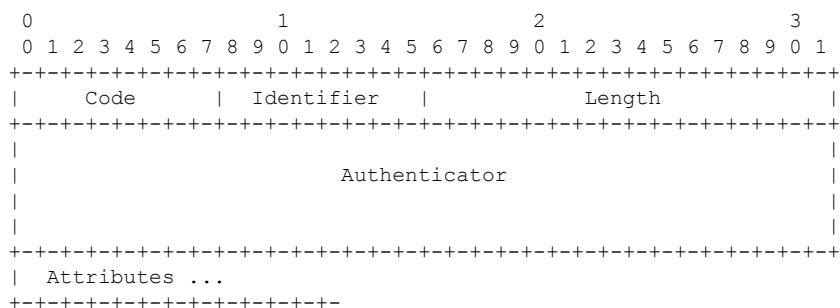 0                   1                   2                   3
0 1 2 3 4 5 6 7 8 9 0 1 2 3 4 5 6 7 8 9 0 1 2 3 4 5 6 7 8 9 0 1
+-+-+-+-+-+-+-+-+-+-+-+-+-+-+-+-+-+-+-+-+-+-+-+-+-+-+-+-+-+-+-+-+
|     Code      |  Identifier   |            Length             |
+-+-+-+-+-+-+-+-+-+-+-+-+-+-+-+-+-+-+-+-+-+-+-+-+-+-+-+-+-+-+-+-+
|                                                               |
|                         Authenticator                         |
|                                                               |
|                                                               |
+-+-+-+-+-+-+-+-+-+-+-+-+-+-+-+-+-+-+-+-+-+-+-+-+-+-+-+-+-+-+-+-+
|  Attributes ...
+-+-+-+-+-+-+-+-+-+-+-+-+-